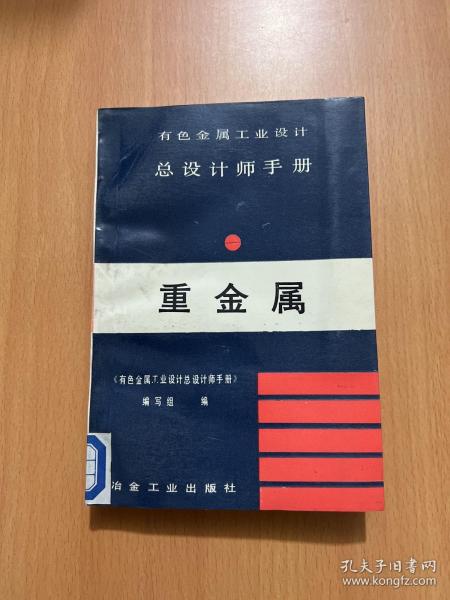 有色金属工业设计
总设计师手册
一
重金属
《有色金属工业设计总设计师手册》
编写组 编
冶金工业出版社
孔夫子旧书网
www.kongfz.com